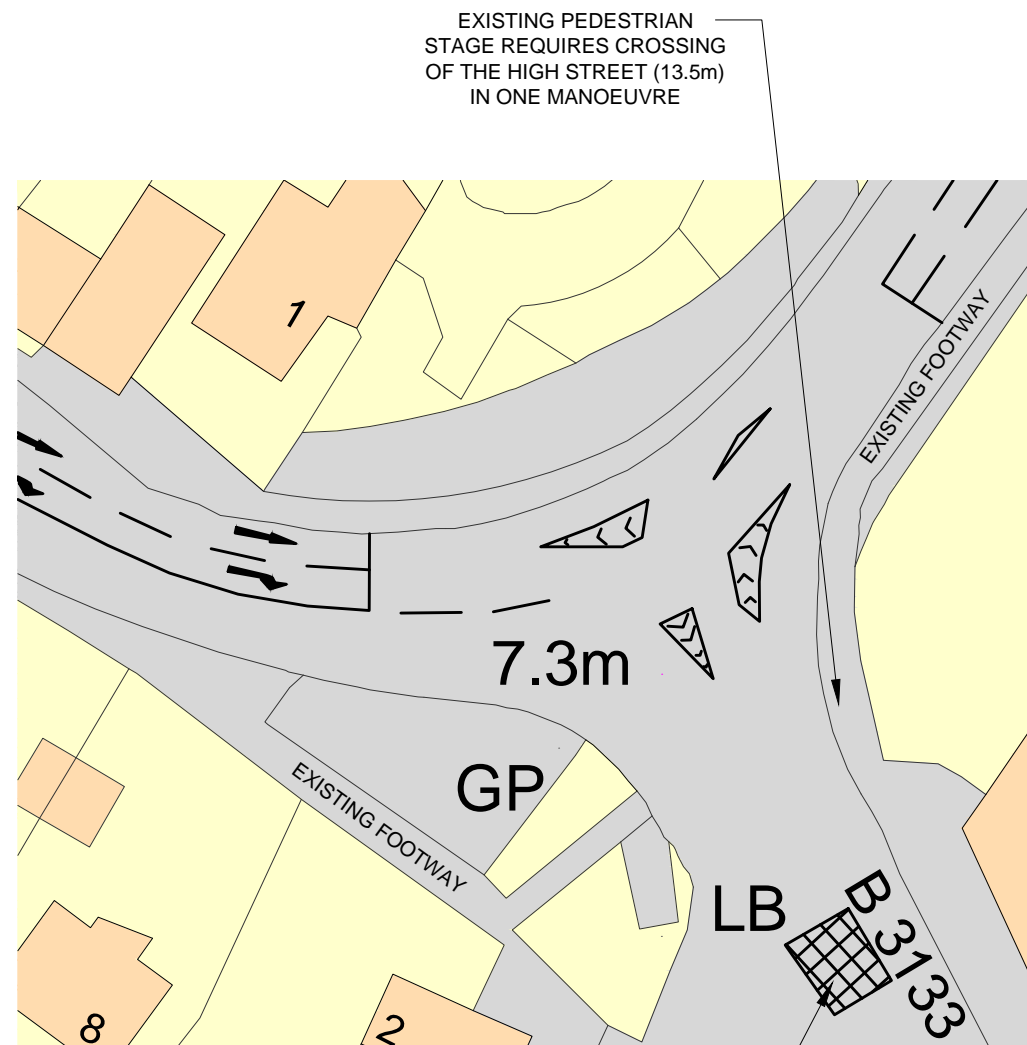 EXISTING PEDESTRIAN
STAGE REQUIRES CROSSING
OF THE HIGH STREET (13.5m)
IN ONE MANOEUVRE
1
EXISTING FOOTWAY
7.3m
GP
EXISTING FOOTWAY
LB
B 3133
8
2